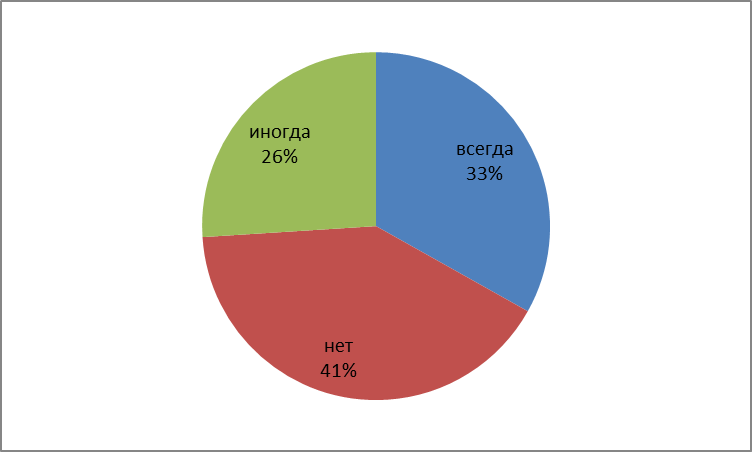 иногда
26%
всегда
33%
нет
41%